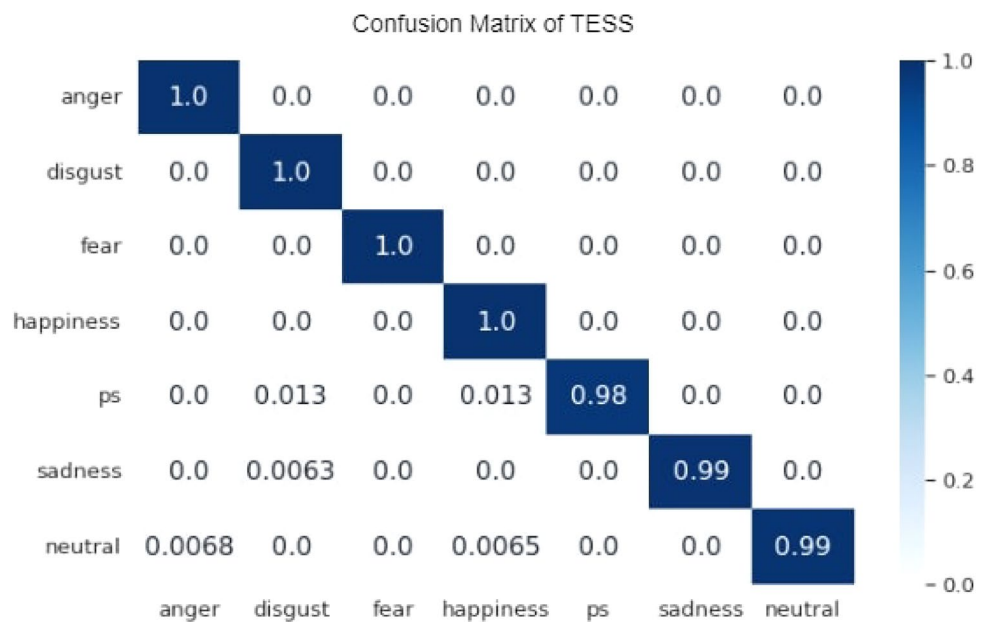 Confusion Matrix of TESS
anger 1.0 0.0 0.0 0.0 0.0 0.0 0.0
disgust 0.0 1.0 0.0 0.0 0.0 0.0 0.0
fear 0.0 0.0 1.0 0.0 0.0 0.0 0.0
happiness 0.0 0.0 0.0 1.0 0.0 0.0 0.0
ps 0.0 0.013 0.0 0.013 0.98 0.0 0.0
sadness 0.0 0.0063 0.0 0.0 0.0 0.99 0.0
neutral 0.0068 0.0 0.0 0.0065 0.0 0.0 0.99
anger disgust fear happiness ps sadness neutral
1.0
0.8
0.6
0.4
0.2
0.0